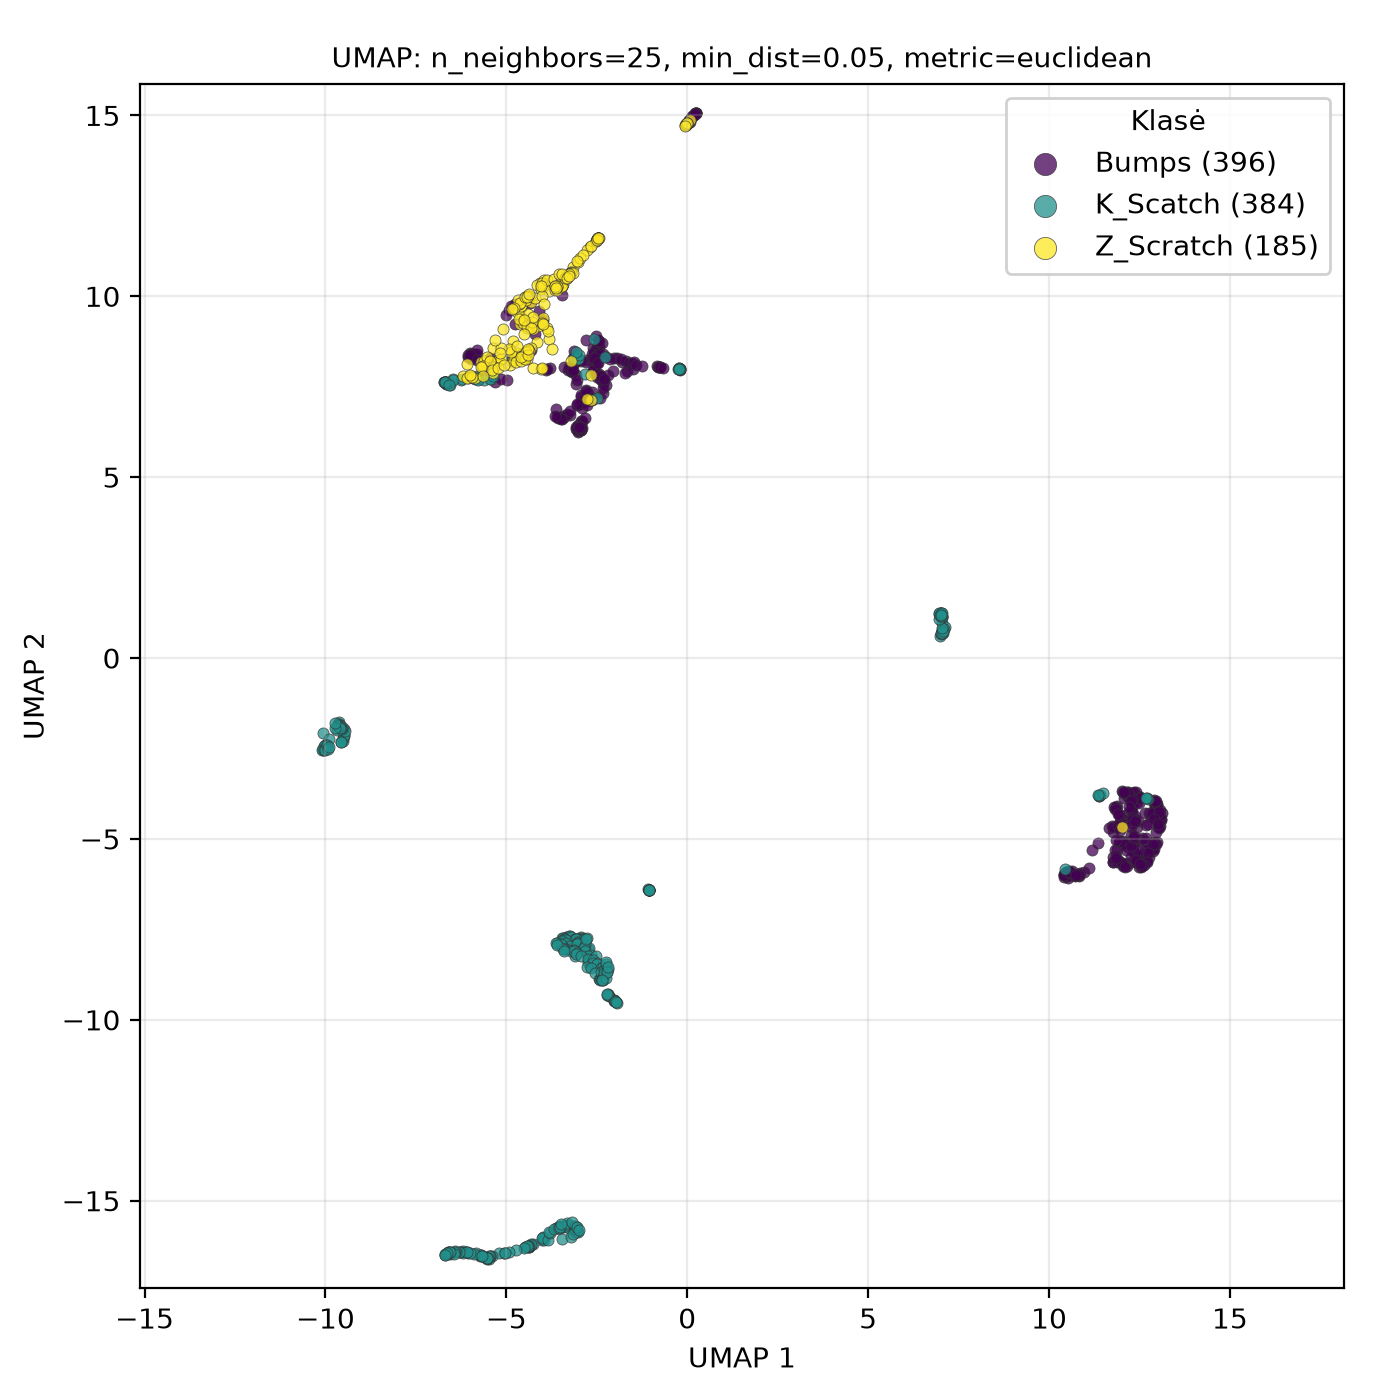 UMAP: n_neighbors=25, min_dist=0.05, metric=euclidean
Klasė
Bumps (396)
K_Scatch (384)
Z_Scratch (185)
15
10
5
0
−5
−10
−15
UMAP 2
−15
−10
−5
0
5
10
15
UMAP 1